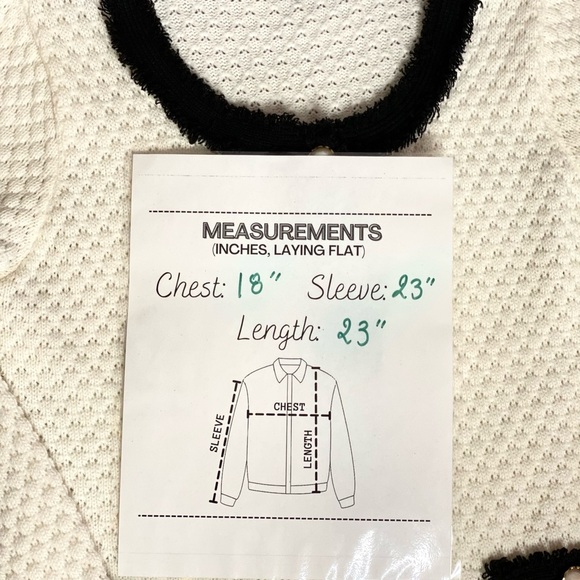 MEASUREMENTS
(INCHES, LAYING FLAT)
Chest: 18" Sleeve: 23"
Length: 23"
CHEST
SLEEVE
LENGTH